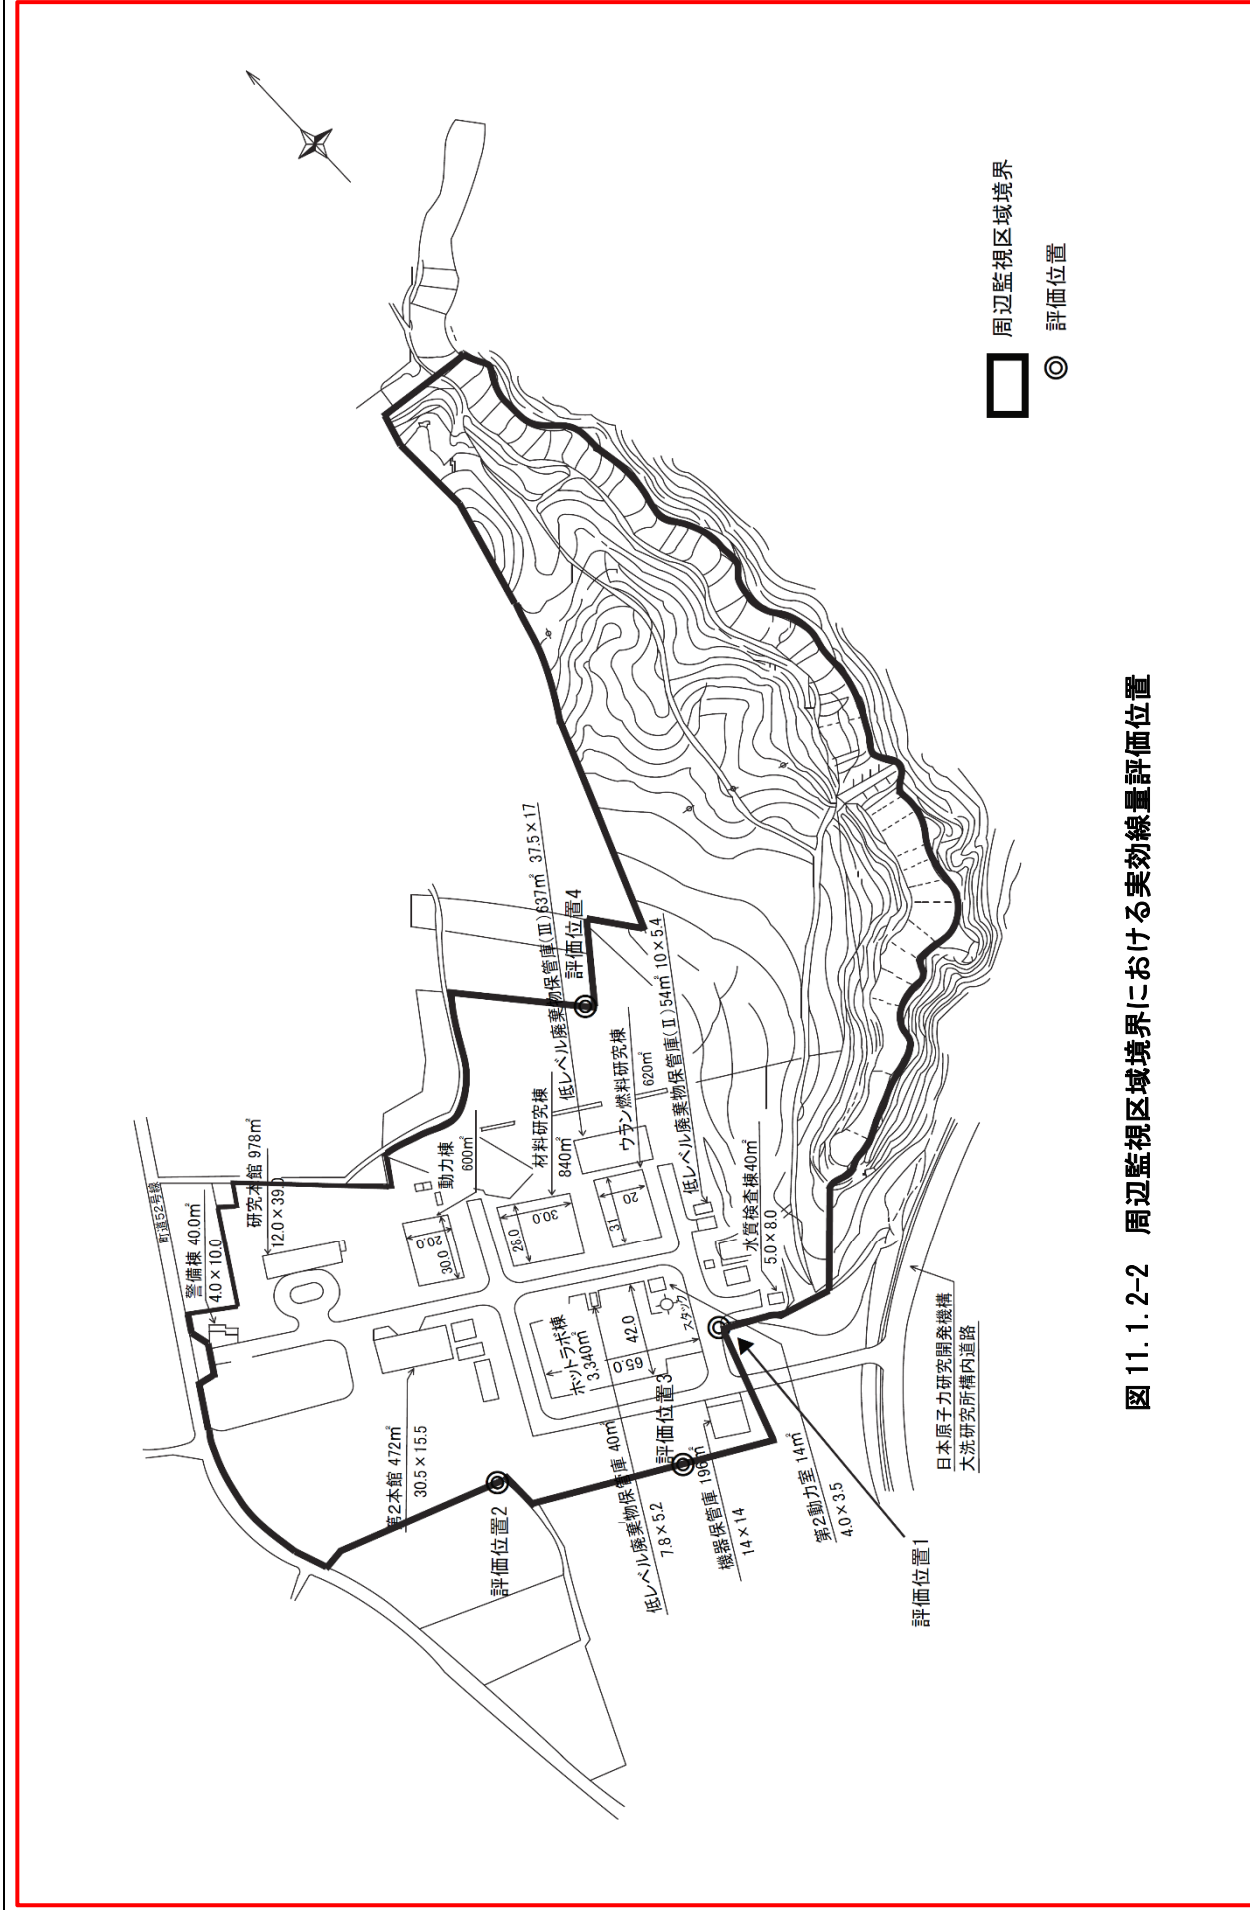 町道52号線
警備棟 40.0㎡
4.0×10.0
研究本館 978㎡
12.0×39.0
第2本館 472㎡
30.5×15.5
動力棟
600㎡
20.0
30.0
材料研究棟
840㎡
28.0
30.0
低レベル廃棄物保管庫(Ⅲ)637㎡ 37.5×17
評価位置4
ウラン燃料研究棟
620㎡
31
20
低レベル廃棄物保管庫(Ⅱ)54㎡ 10×5.4
水質検査棟40㎡
5.0×8.0
ホットラボ棟
3,340㎡
42.0
65.0
スタック
評価位置2
評価位置3
低レベル廃棄物保管庫 40㎡
7.8×5.2
機器保管庫 196㎡
14×14
第2動力室 14㎡
4.0×3.5
評価位置1
日本原子力研究開発機構
大洗研究所構内道路
周辺監視区域境界
評価位置
図 11.1.2-2 周辺監視区域境界における実効線量評価位置